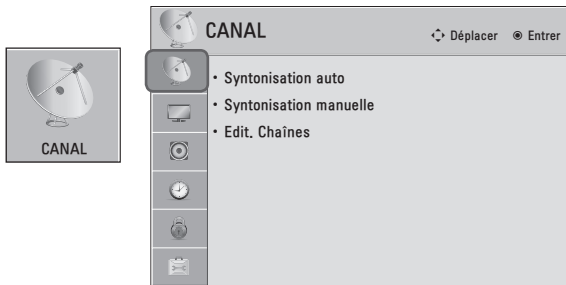 CANAL
CANAL
Déplacer
Entrer
• Syntonisation auto
• Syntonisation manuelle
• Edit. Chaînes